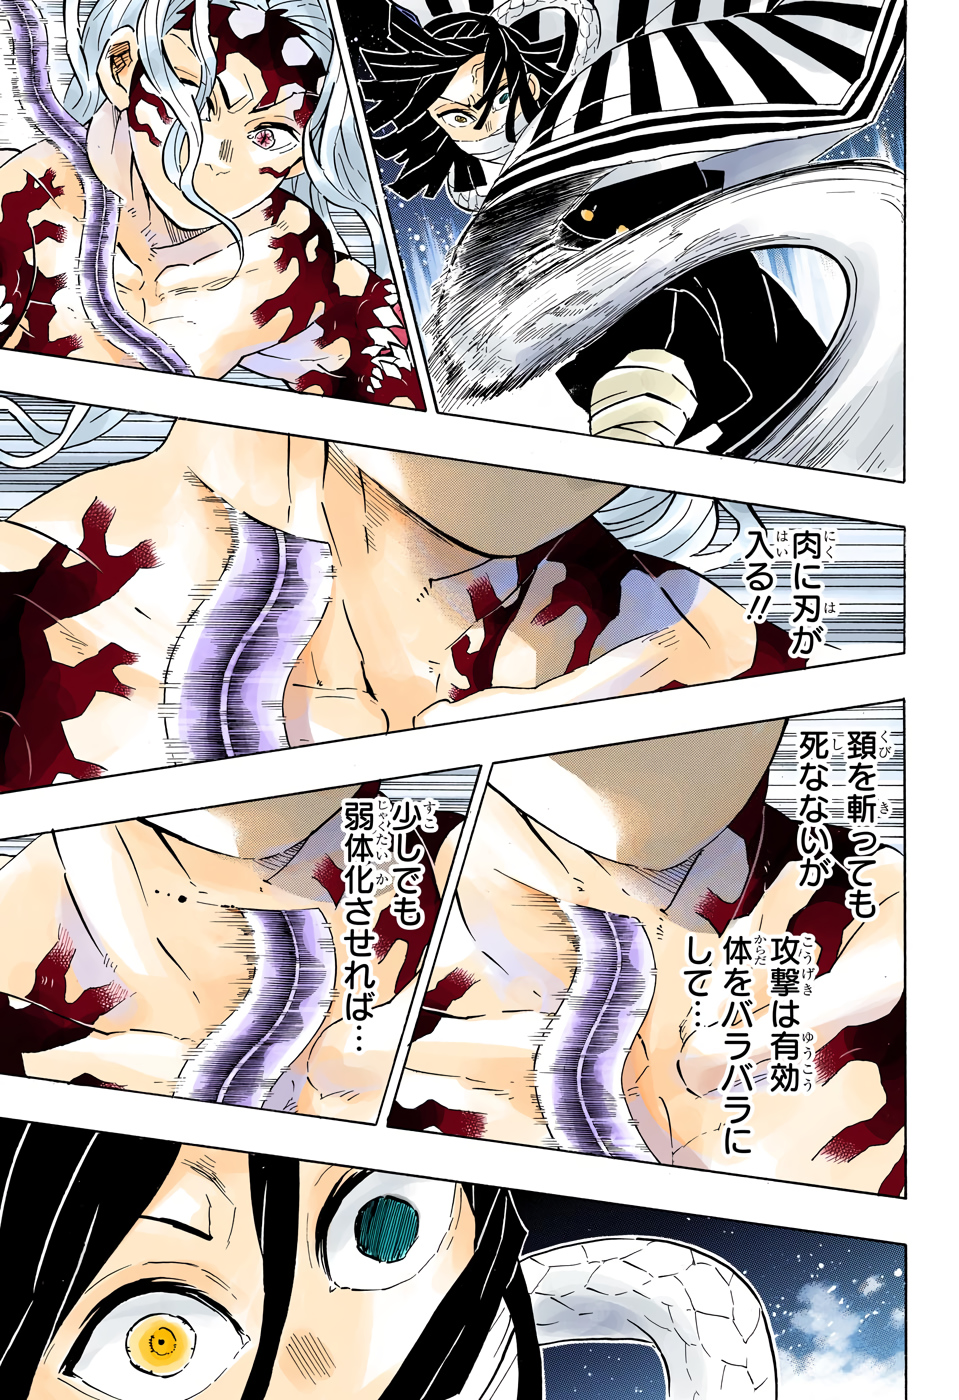 肉に刃が
入る!!
頚を斬っても
死なないが
攻撃は有効
体をバラバラに
して…
少しでも
弱体化させれば…